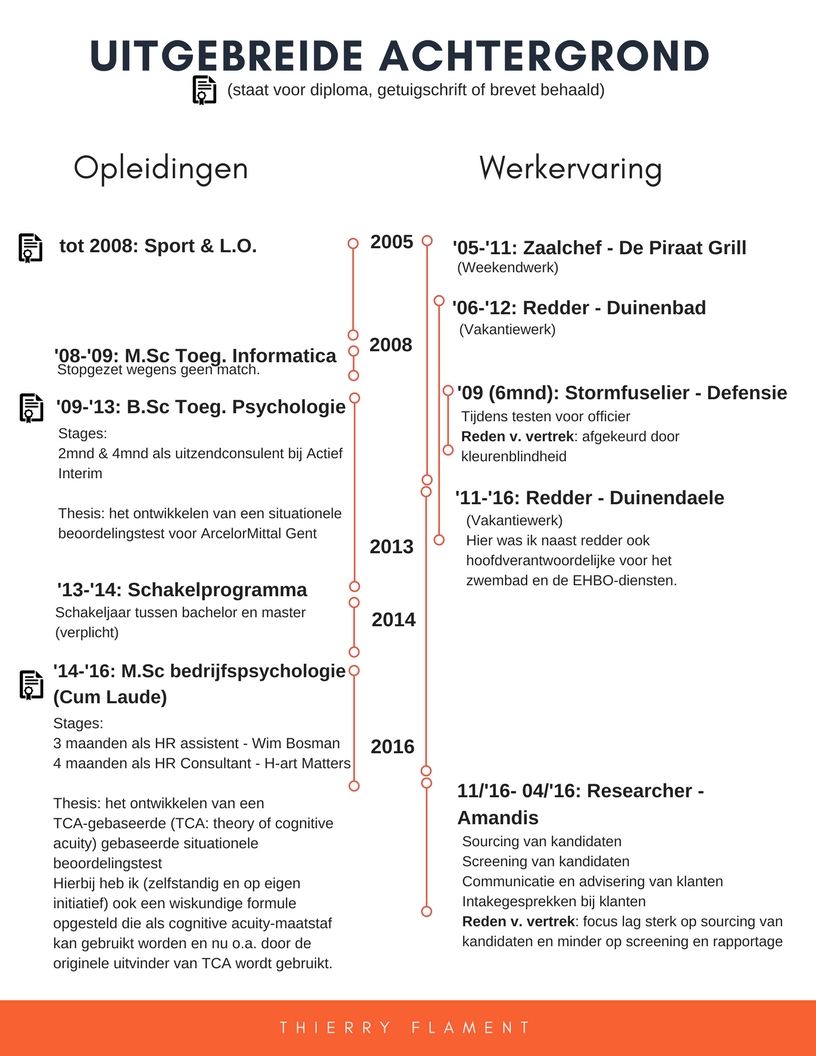 UITGEBREIDE ACHTERGROND
(staat voor diploma, getuigschrift of brevet behaald)
Opleidingen
tot 2008: Sport & L.O.
'08-'09: M.Sc Toeg. Informatica
Stopgezet wegens geen match.
'09-'13: B.Sc Toeg. Psychologie
Stages:
2mnd & 4mnd als uitzendconsulent bij Actief
Interim
Thesis: het ontwikkelen van een situationele
beoordelingstest voor ArcelorMittal Gent
'13-'14: Schakelprogramma
Schakeljaar tussen bachelor en master
(verplicht)
'14-'16: M.Sc bedrijfspsychologie
(Cum Laude)
Stages:
3 maanden als HR assistent - Wim Bosman
4 maanden als HR Consultant - H-art Matters
Thesis: het ontwikkelen van een
TCA-gebaseerde (TCA: theory of cognitive
acuity) gebaseerde situationele
beoordelingstest
Hierbij heb ik (zelfstandig en op eigen
initiatief) ook een wiskundige formule
opgesteld die als cognitive acuity-maatstaf
kan gebruikt worden en nu o.a. door de
originele uitvinder van TCA wordt gebruikt.
2005
2008
2013
2014
2016
Werkervaring
'05-'11: Zaalchef - De Piraat Grill
(Weekendwerk)
'06-'12: Redder - Duinenbad
(Vakantiewerk)
'09 (6mnd): Stormfuselier - Defensie
Tijdens testen voor officier
Reden v. vertrek: afgekeurd door
kleurenblindheid
'11-'16: Redder - Duinendaele
(Vakantiewerk)
Hier was ik naast redder ook
hoofdverantwoordelijke voor het
zwembad en de EHBO-diensten.
11/'16- 04/'16: Researcher -
Amandis
Sourcing van kandidaten
Screening van kandidaten
Communicatie en advisering van klanten
Intakegesprekken bij klanten
Reden v. vertrek: focus lag sterk op sourcing van
kandidaten en minder op screening en rapportage
THIERRY FLAMENT